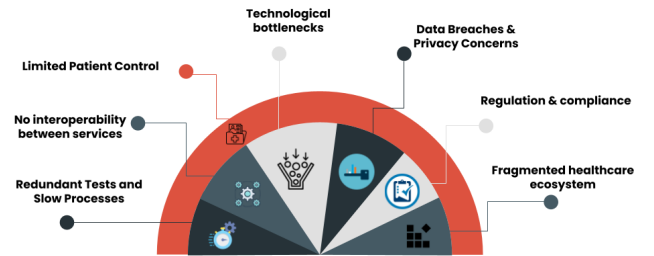 Technological
bottlenecks
Data Breaches &
Privacy Concerns
Limited Patient Control
Regulation & compliance
No interoperability
between services
Fragmented healthcare
ecosystem
Redundant Tests and
Slow Processes